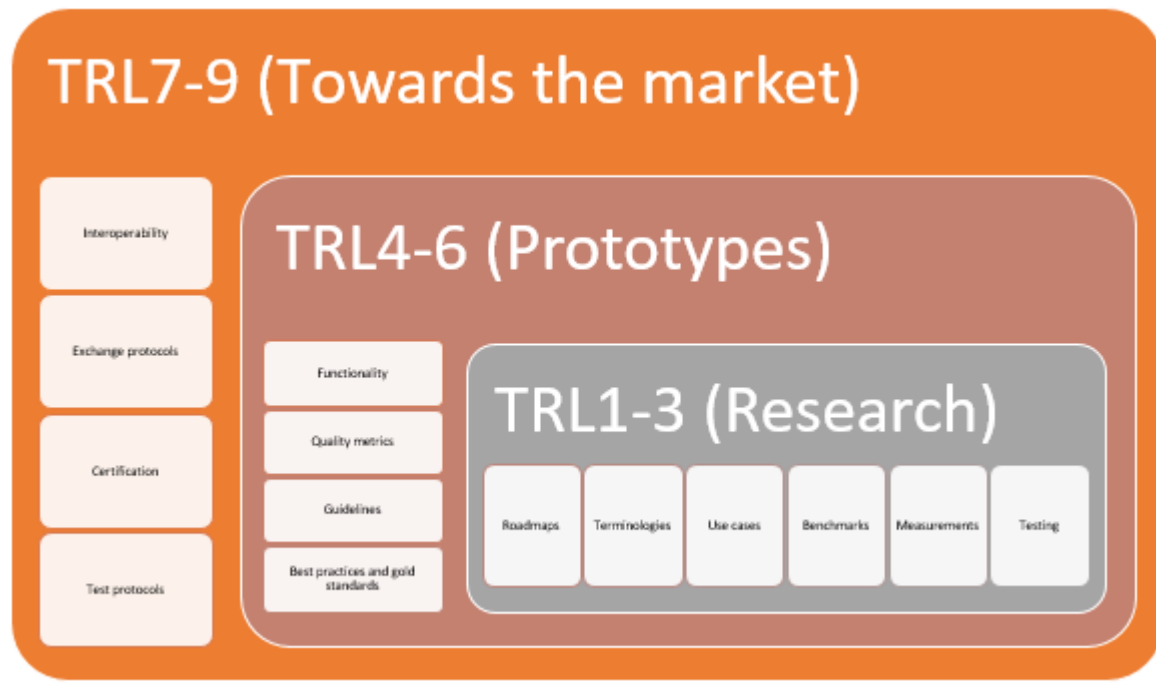 TRL7-9 (Towards the market)
Interoperability
Exchange protocols
Certification
Test protocols
TRL4-6 (Prototypes)
Functionality
Quality metrics
Guidelines
Best practices and gold
standards
TRL1-3 (Research)
Roadmaps
Terminologies
Use cases
Benchmarks
Measurements
Testing